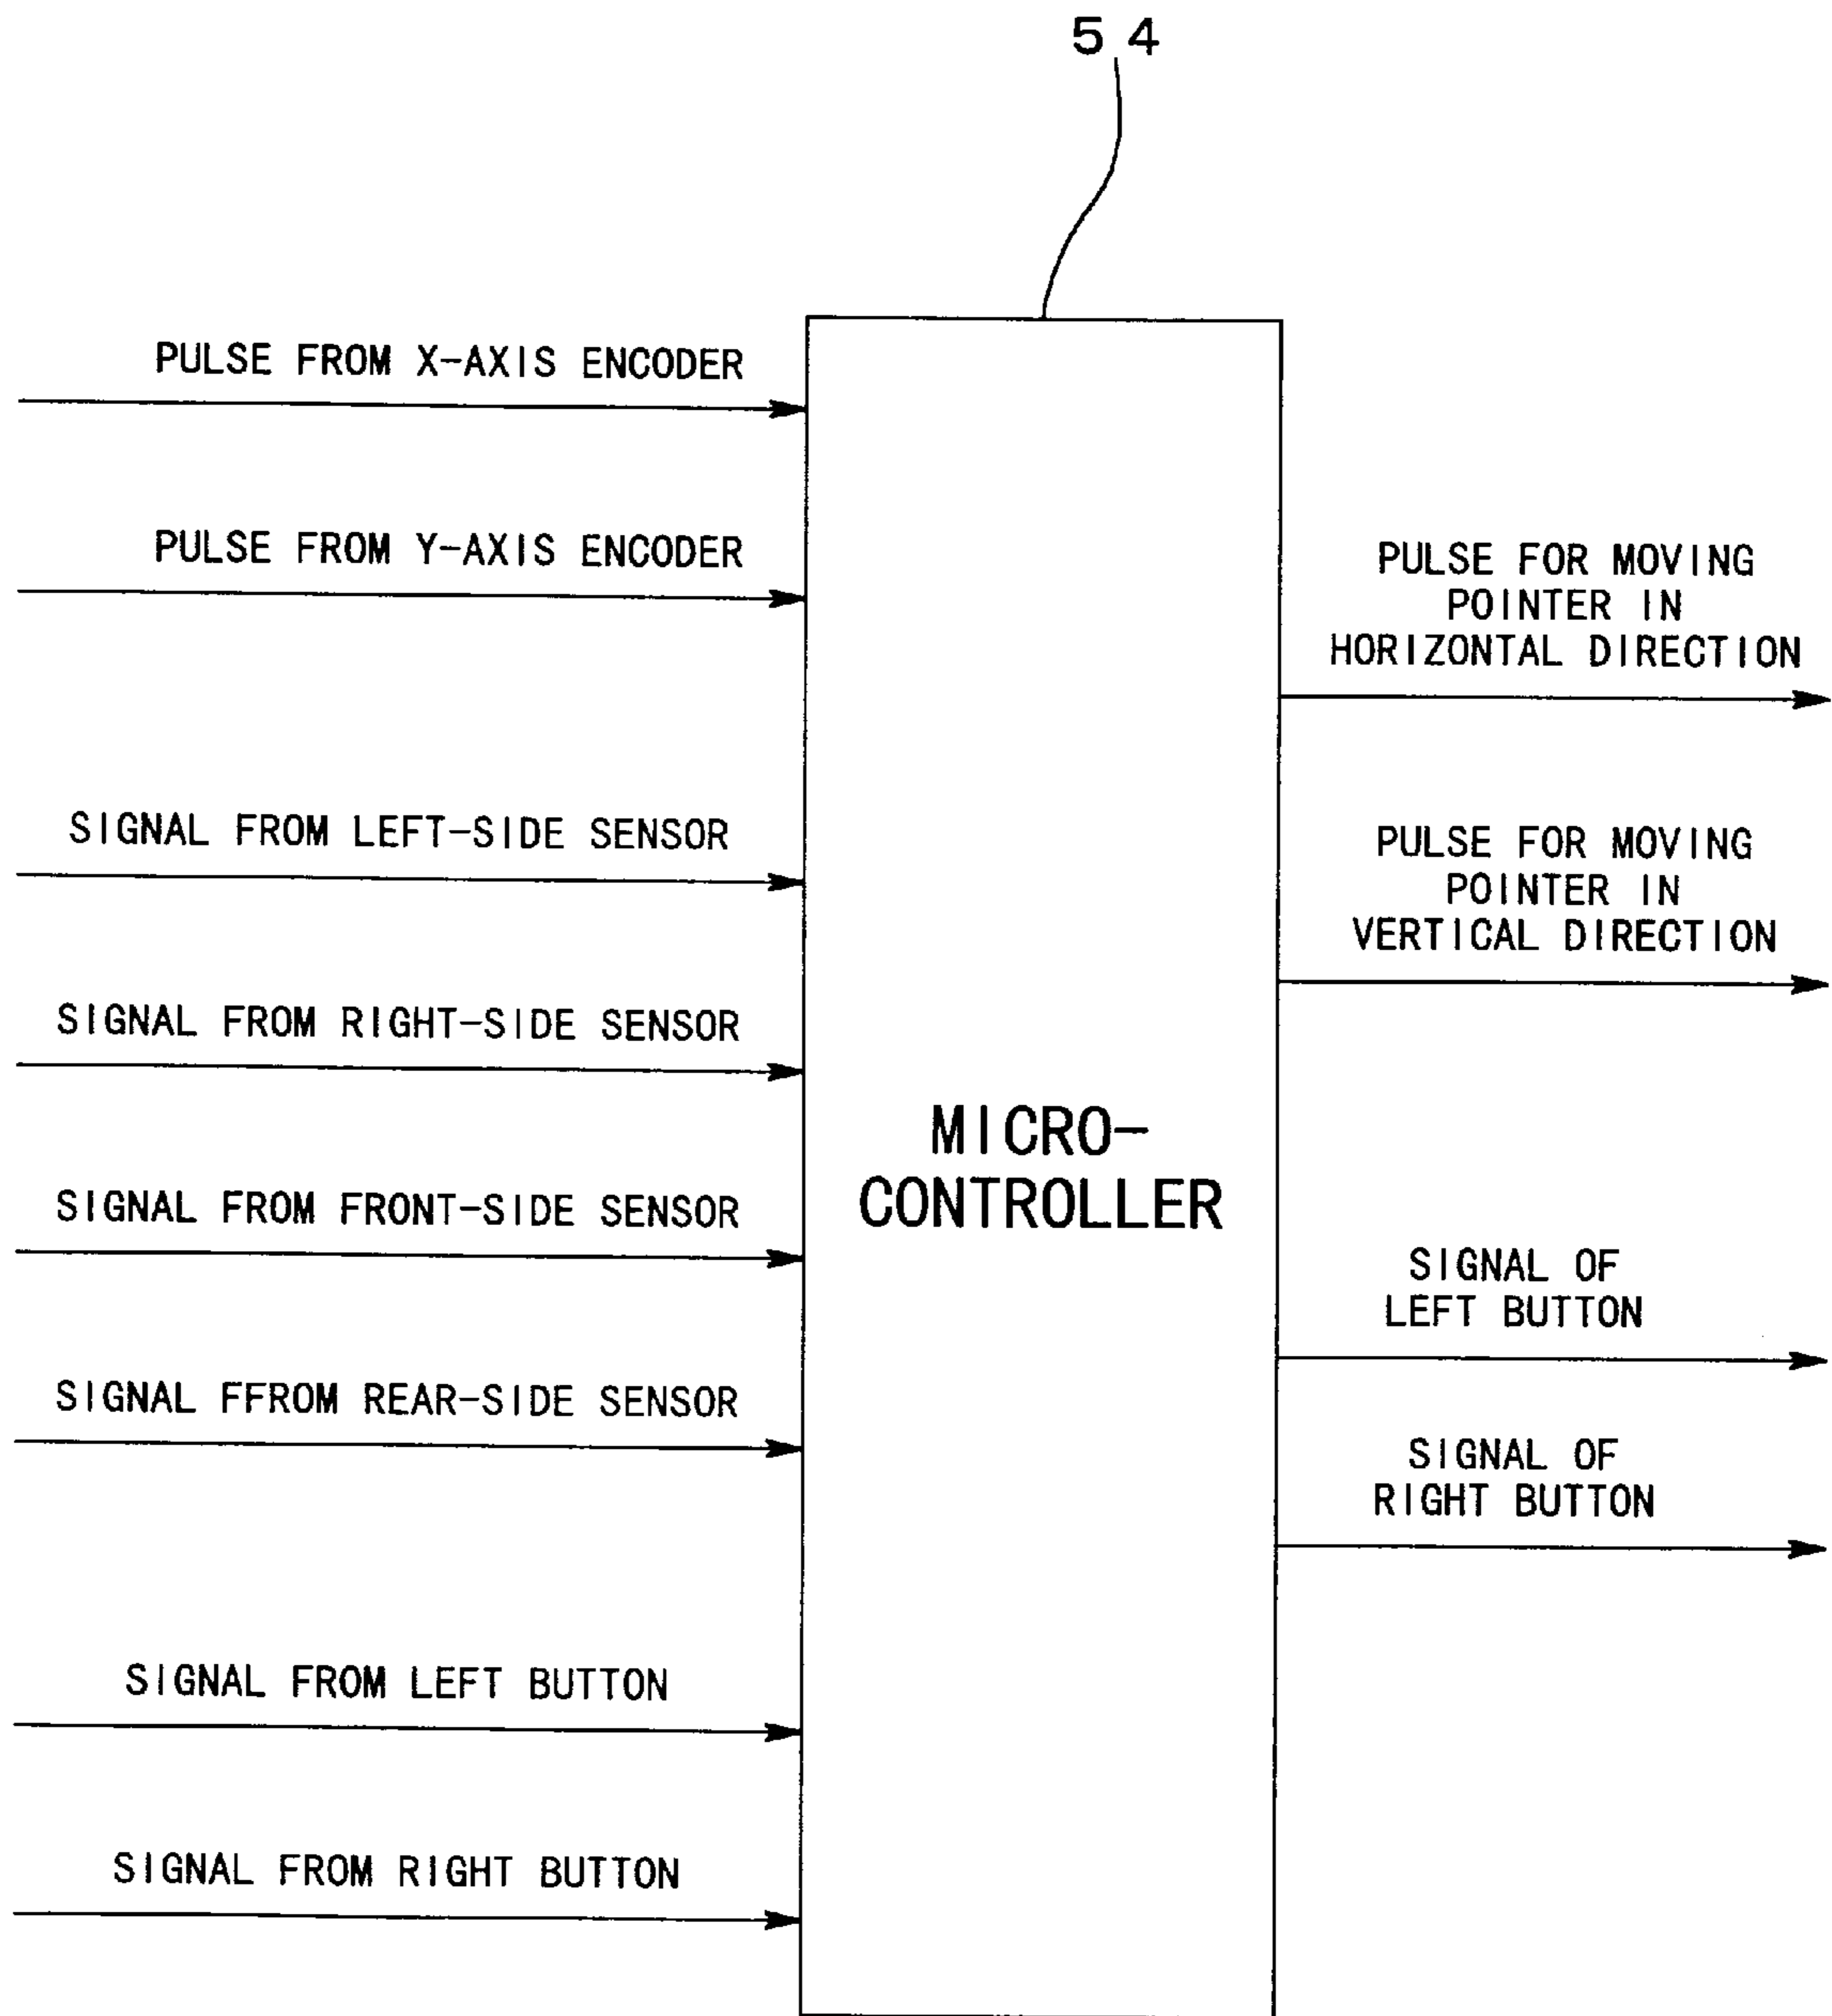 54
PULSE FROM X-AXIS ENCODER
PULSE FROM Y-AXIS ENCODER
SIGNAL FROM LEFT-SIDE SENSOR
SIGNAL FROM RIGHT-SIDE SENSOR
SIGNAL FROM FRONT-SIDE SENSOR
SIGNAL FFROM REAR-SIDE SENSOR
SIGNAL FROM LEFT BUTTON
SIGNAL FROM RIGHT BUTTON
MICRO-
CONTROLLER
PULSE FOR MOVING
POINTER IN
HORIZONTAL DIRECTION
PULSE FOR MOVING
POINTER IN
VERTICAL DIRECTION
SIGNAL OF
LEFT BUTTON
SIGNAL OF
RIGHT BUTTON